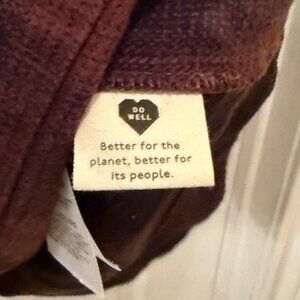 DO
WELL
Better for the
planet, better for
its people.